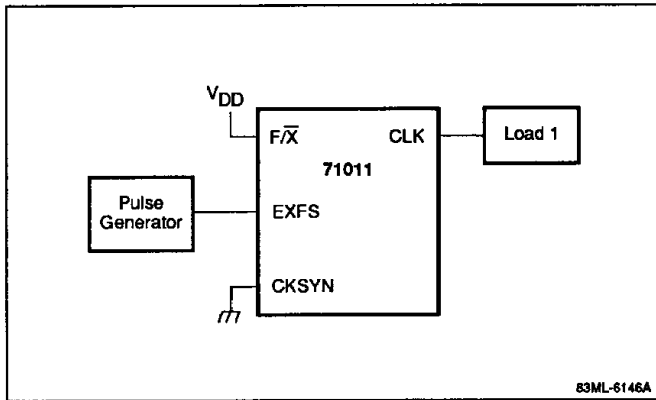 VDD
F/X̅
CLK
71011
Load 1
Pulse
Generator
EXFS
CKSYN
83ML-6146A